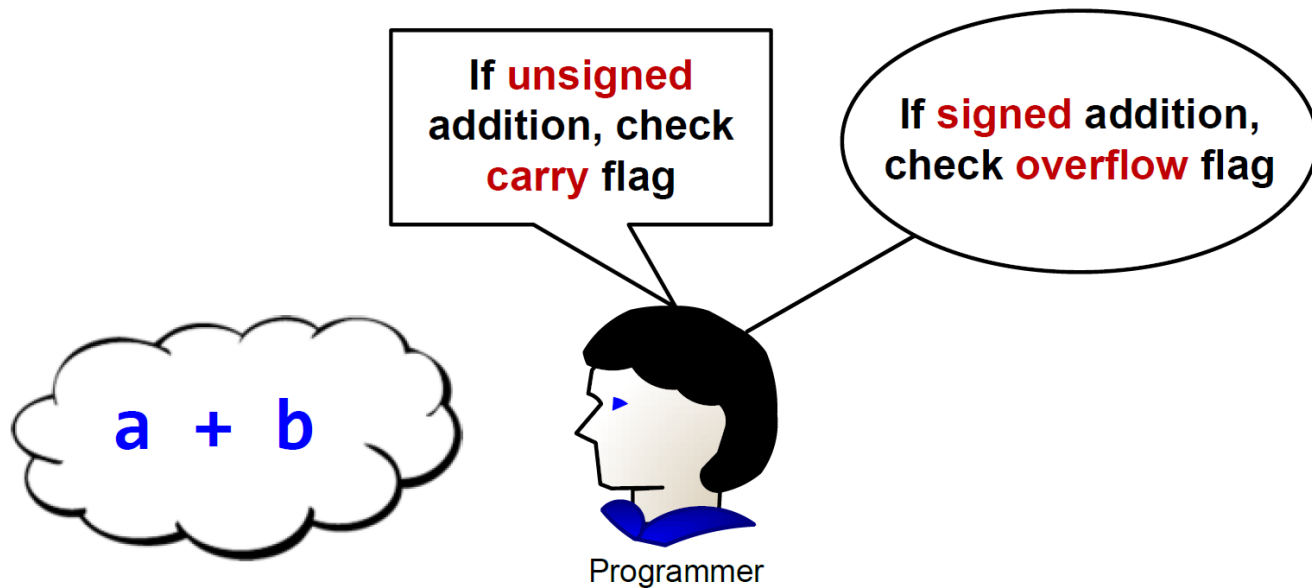 If unsigned
addition, check
carry flag
If signed addition,
check overflow flag
a + b
Programmer